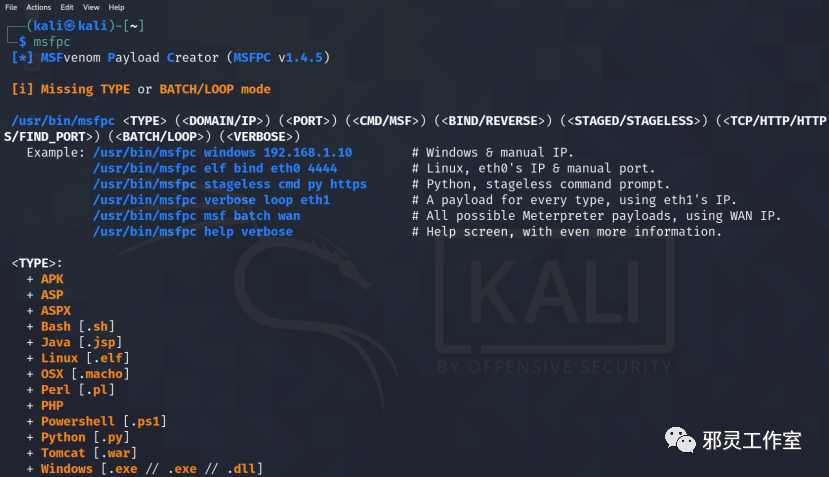 File Actions Edit View Help
(kali㉿kali)-[~]
$ msfpc
[*] MSFvenom Payload Creator (MSFPC v1.4.5)
[i] Missing TYPE or BATCH/LOOP mode
/usr/bin/msfpc <TYPE> (<DOMAIN/IP>) (<PORT>) (<CMD/MSF>) (<BIND/REVERSE>) (<STAGED/STAGELESS>) (<TCP/HTTP/HTTP
S/FIND_PORT>) (<BATCH/LOOP>) (<VERBOSE>)
Example: /usr/bin/msfpc windows 192.168.1.10 # Windows & manual IP.
/usr/bin/msfpc elf bind eth0 4444 # Linux, eth0's IP & manual port.
/usr/bin/msfpc stageless cmd py https # Python, stageless command prompt.
/usr/bin/msfpc verbose loop eth1 # A payload for every type, using eth1's IP.
/usr/bin/msfpc msf batch wan # All possible Meterpreter payloads, using WAN IP.
/usr/bin/msfpc help verbose # Help screen, with even more information.
<TYPE>:
+ APK
+ ASP
+ ASPX
+ Bash [.sh]
+ Java [.jsp]
+ Linux [.elf]
+ OSX [.macho]
+ Perl [.pl]
+ PHP
+ Powershell [.ps1]
+ Python [.py]
+ Tomcat [.war]
+ Windows [.exe // .exe // .dll]
KALI
BY OFFENSIVE SECURITY
邪灵工作室